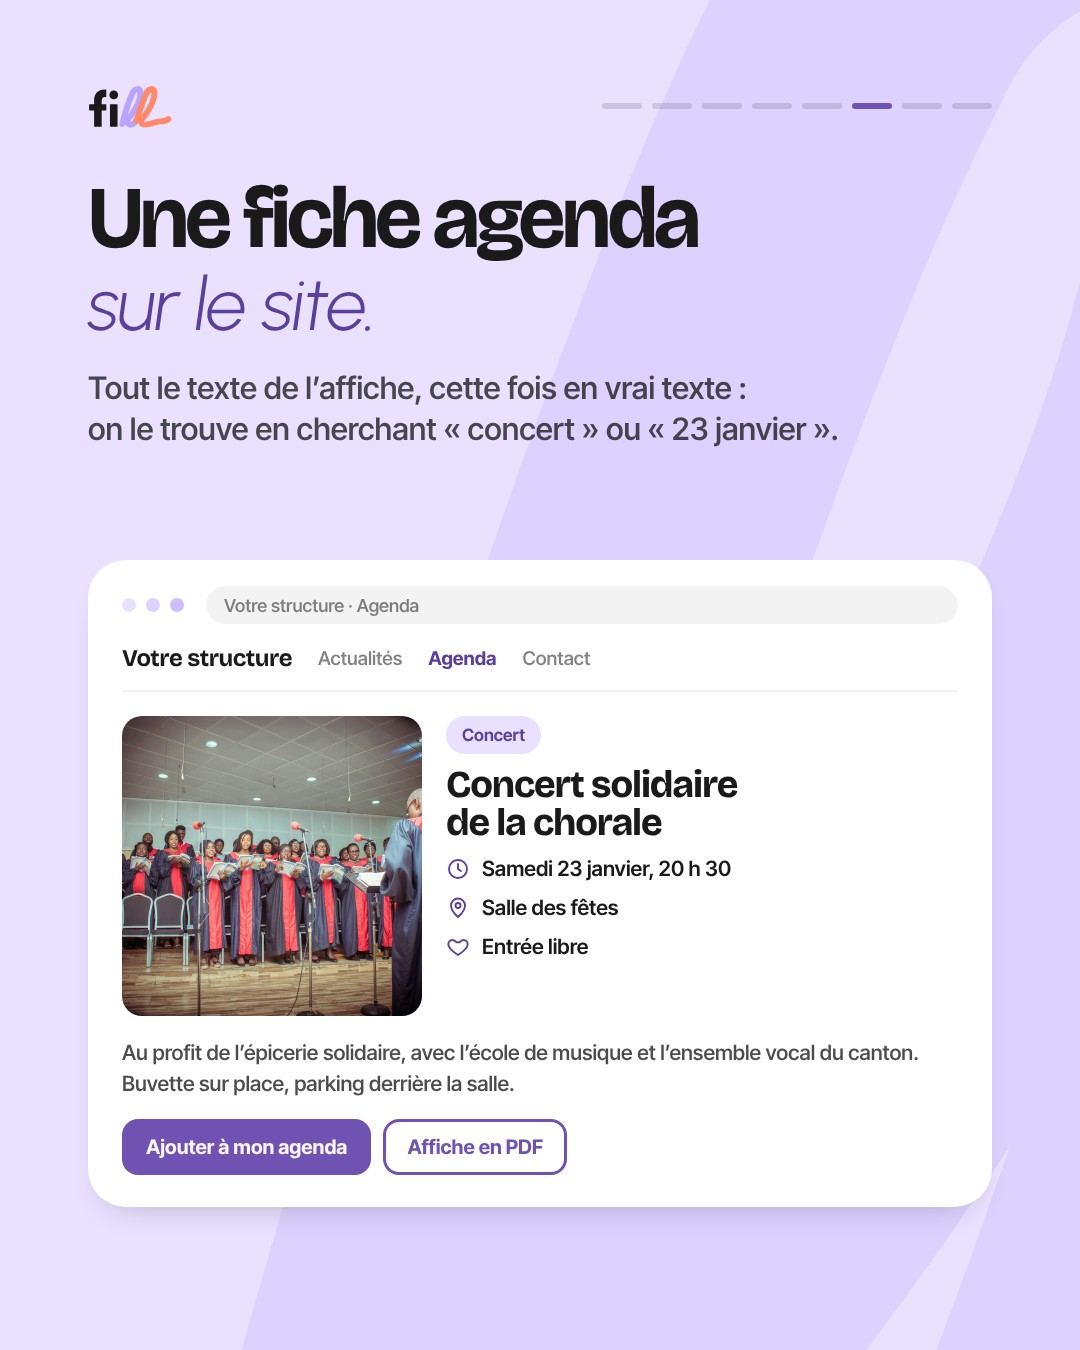 fill
Une fiche agenda
sur le site.
Tout le texte de l’affiche, cette fois en vrai texte :
on le trouve en cherchant « concert » ou « 23 janvier ».
Votre structure · Agenda
Votre structure Actualités Agenda Contact
Concert
Concert solidaire
de la chorale
Samedi 23 janvier, 20 h 30
Salle des fêtes
Entrée libre
Au profit de l’épicerie solidaire, avec l’école de musique et l’ensemble vocal du canton.
Buvette sur place, parking derrière la salle.
Ajouter à mon agenda Affiche en PDF